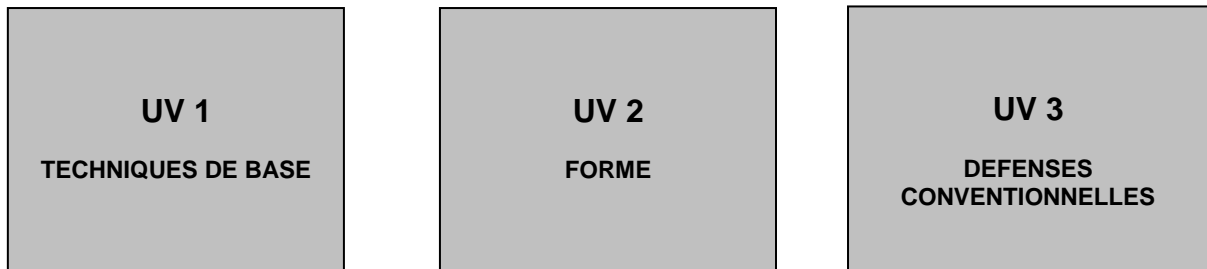 UV 1
TECHNIQUES DE BASE
UV 2
FORME
UV 3
DEFENSES
CONVENTIONNELLES